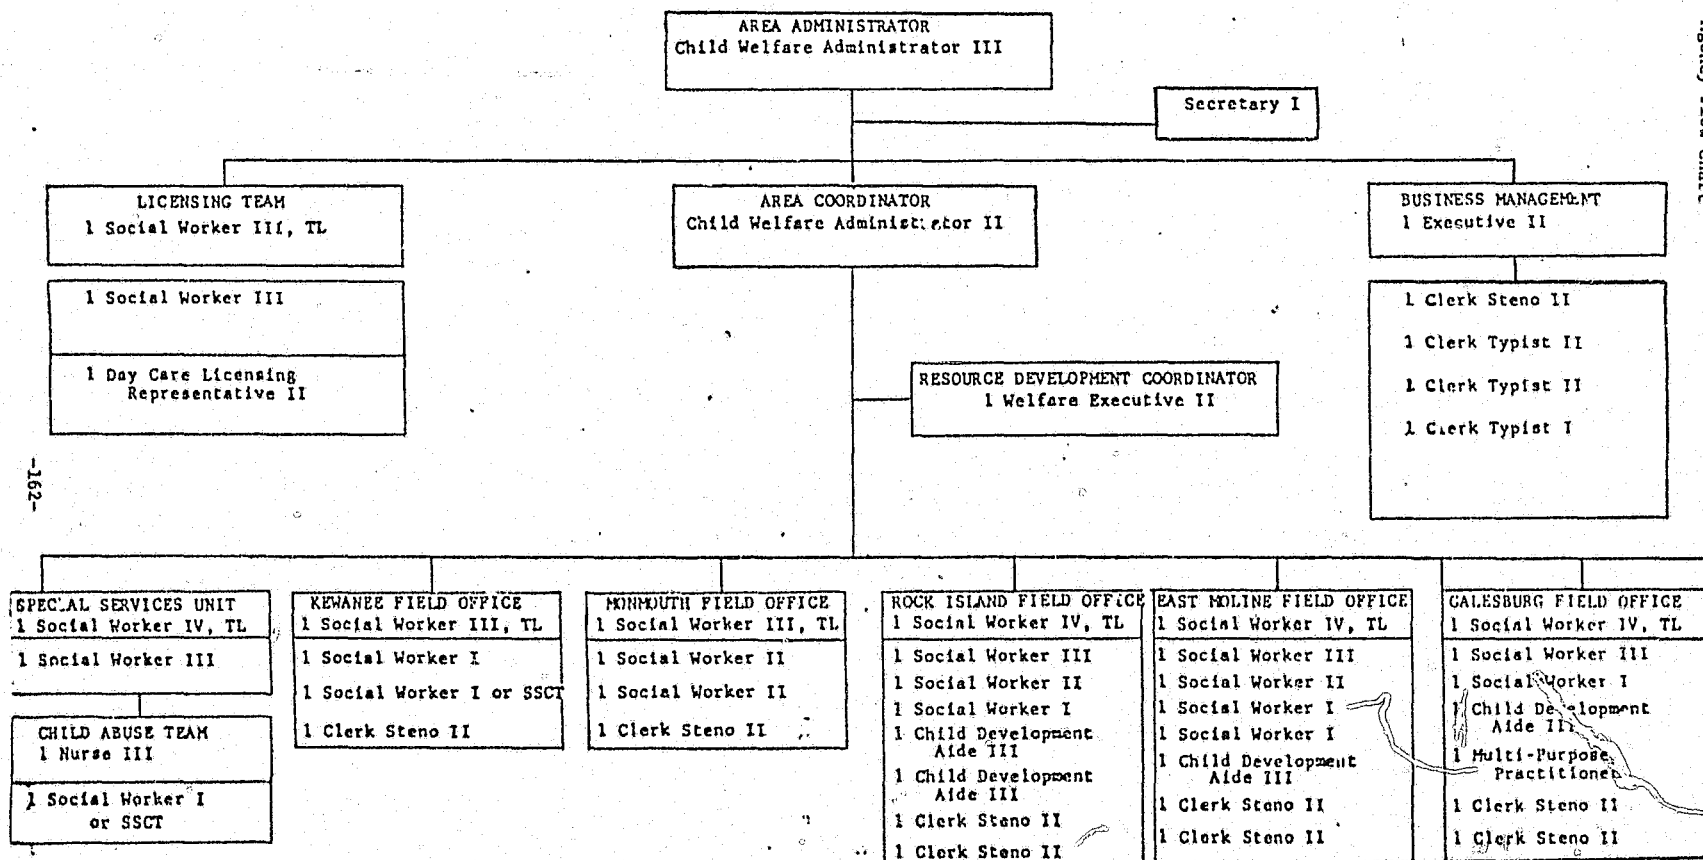 AREA ADMINISTRATOR
Child Welfare Administrator III
Secretary I
LICENSING TEAM
1 Social Worker III, TL
1 Social Worker III
1 Day Care Licensing
Representative II
AREA COORDINATOR
Child Welfare Administrator II
BUSINESS MANAGEMENT
1 Executive II
1 Clerk Steno II
1 Clerk Typist II
1 Clerk Typist II
1 Clerk Typist I
RESOURCE DEVELOPMENT COORDINATOR
1 Welfare Executive II
-162-
SPECIAL SERVICES UNIT
1 Social Worker IV, TL
1 Social Worker III
CHILD ABUSE TEAM
1 Nurse III
1 Social Worker I
or SSCT
KEWANEE FIELD OFFICE
1 Social Worker III, TL
1 Social Worker I
1 Social Worker I or SSCT
1 Clerk Steno II
MONMOUTH FIELD OFFICE
1 Social Worker III, TL
1 Social Worker II
1 Social Worker II
1 Clerk Steno II
ROCK ISLAND FIELD OFFICE
1 Social Worker IV, TL
1 Social Worker III
1 Social Worker II
1 Social Worker I
1 Child Development
Aide III
1 Child Development
Aide III
1 Clerk Steno II
1 Clerk Steno II
EAST MOLINE FIELD OFFICE
1 Social Worker IV, TL
1 Social Worker III
1 Social Worker II
1 Social Worker I
1 Social Worker I
1 Child Development
Aide III
1 Clerk Steno II
1 Clerk Steno II
GALESBURG FIELD OFFICE
1 Social Worker IV, TL
1 Social Worker III
1 Social Worker I
1 Child Development
Aide III
1 Multi-Purpose
Practitioner
1 Clerk Steno II
1 Clerk Steno II